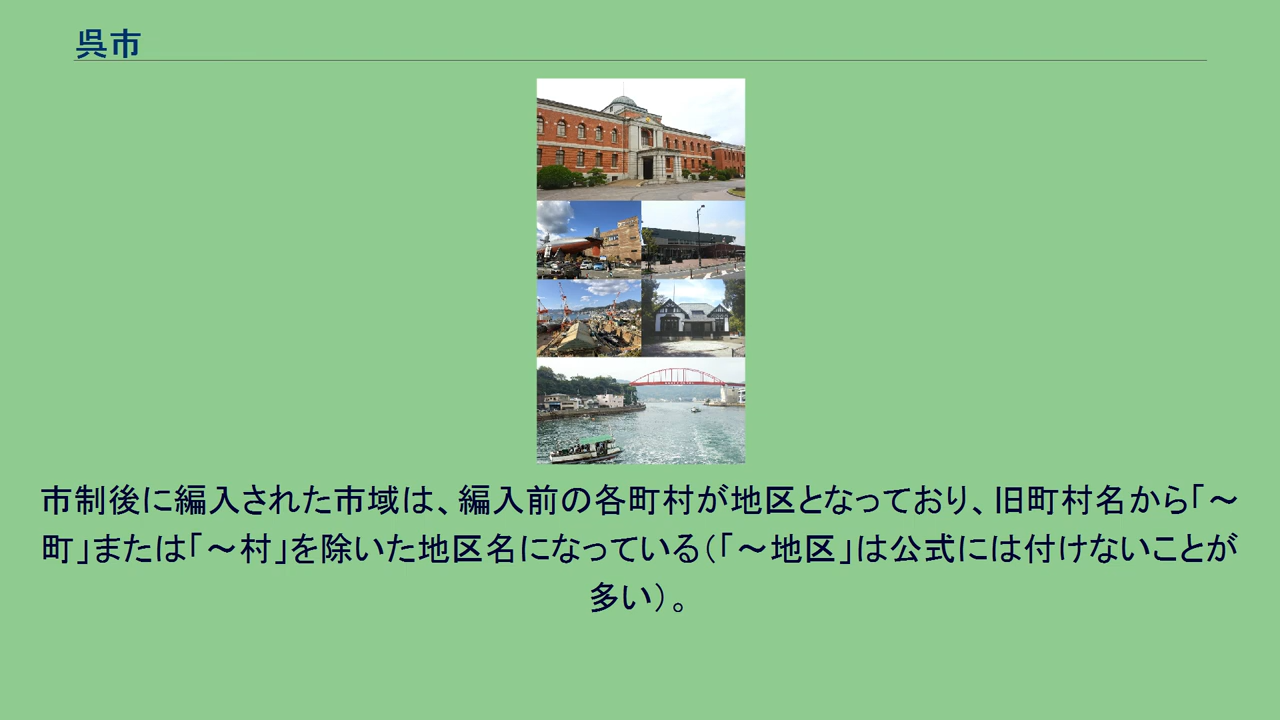 呉市
市制後に編入された市域は、編入前の各町村が地区となっており、旧町村名から「～
町」または「～村」を除いた地区名になっている（「～地区」は公式には付けないことが
多い）。